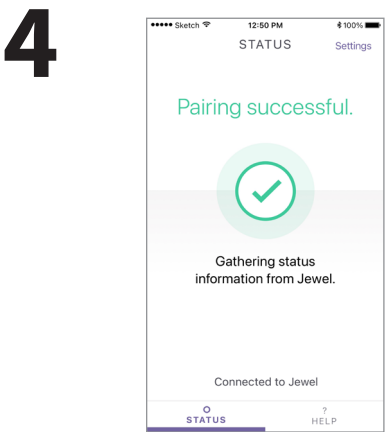 4
Sketch 12:50 PM 100%
STATUS Settings
Pairing successful.
Gathering status
information from Jewel.
Connected to Jewel
?
STATUS HELP